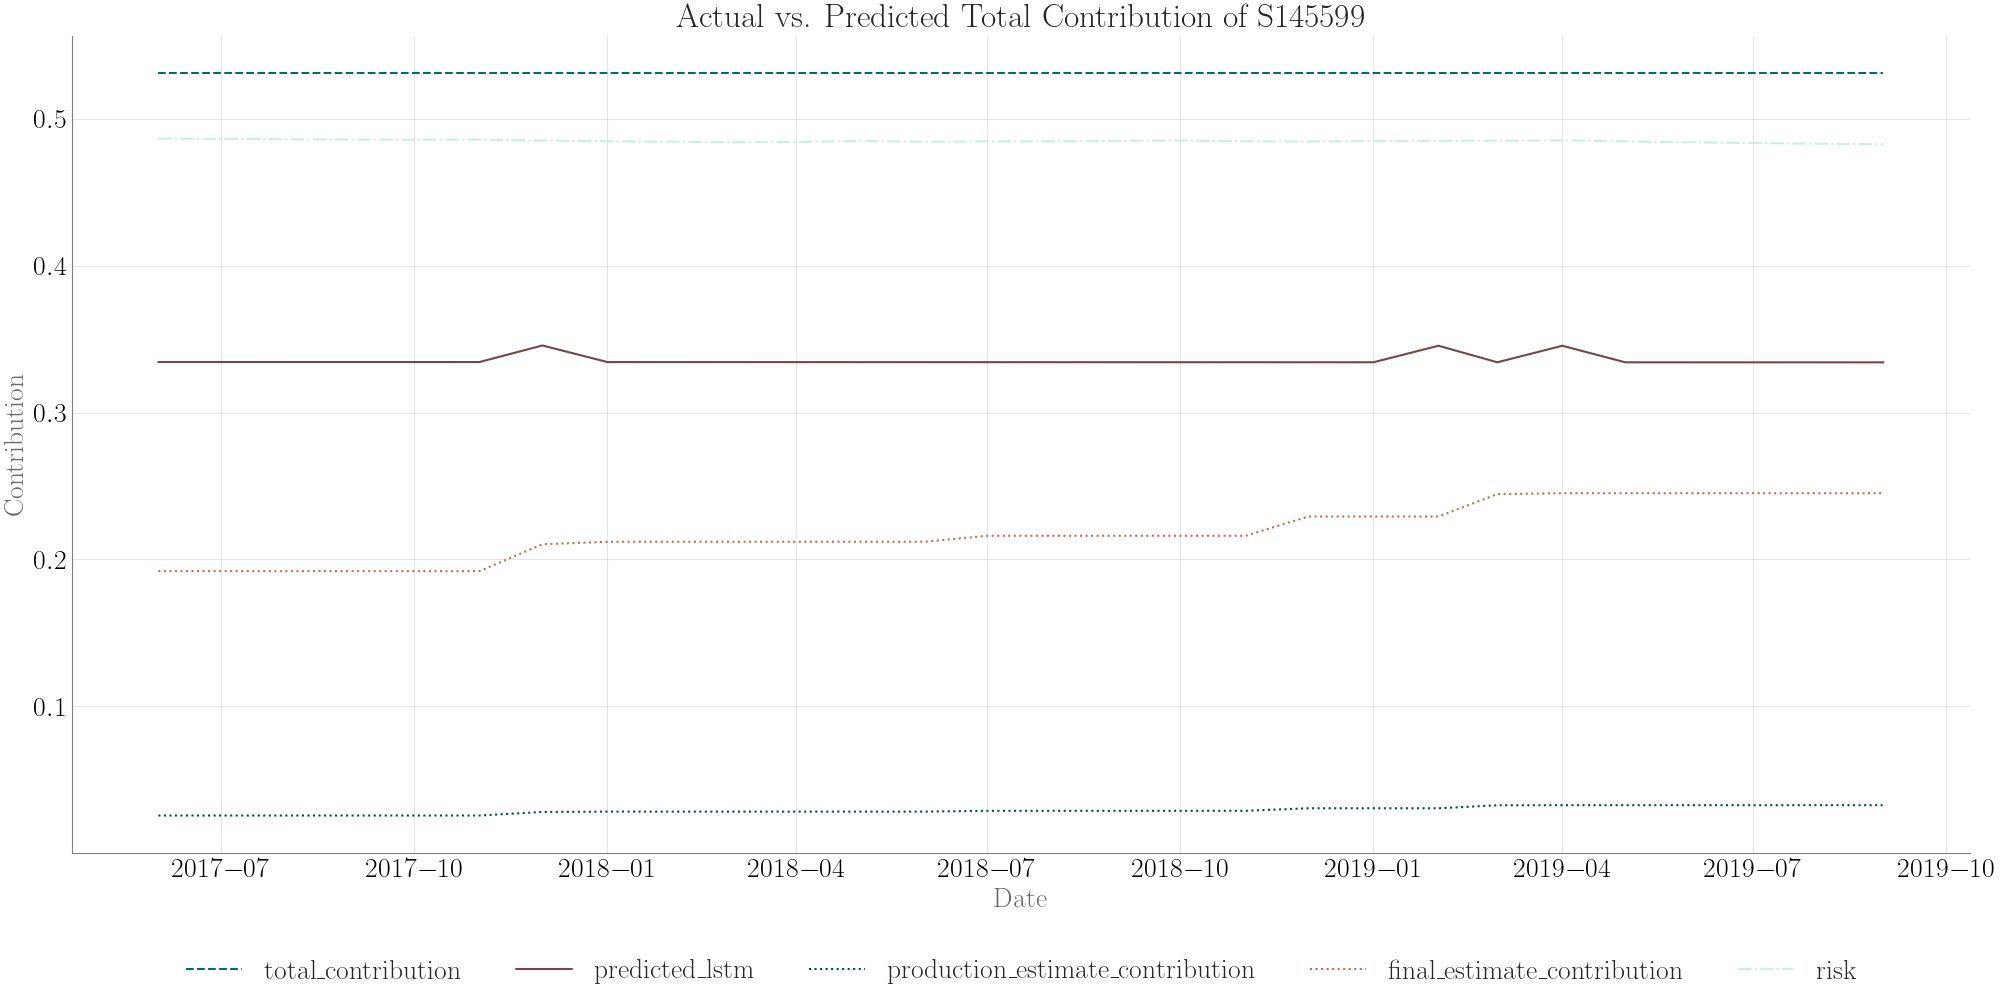 Actual vs. Predicted Total Contribution of S145599
Contribution
0.5
0.4
0.3
0.2
0.1
2017–07 2017–10 2018–01 2018–04 2018–07 2018–10 2019–01 2019–04 2019–07 2019–10
Date
total_contribution predicted_lstm production_estimate_contribution final_estimate_contribution risk